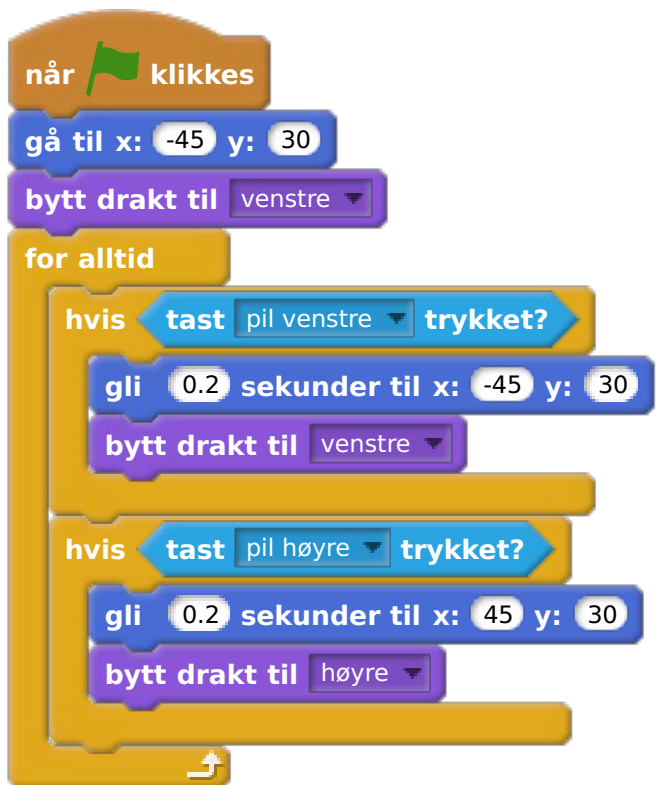 når klikkes
gå til x: -45 y: 30
bytt drakt til venstre
for alltid
hvis tast pil venstre trykket?
gli 0.2 sekunder til x: -45 y: 30
bytt drakt til venstre
hvis tast pil høyre trykket?
gli 0.2 sekunder til x: 45 y: 30
bytt drakt til høyre